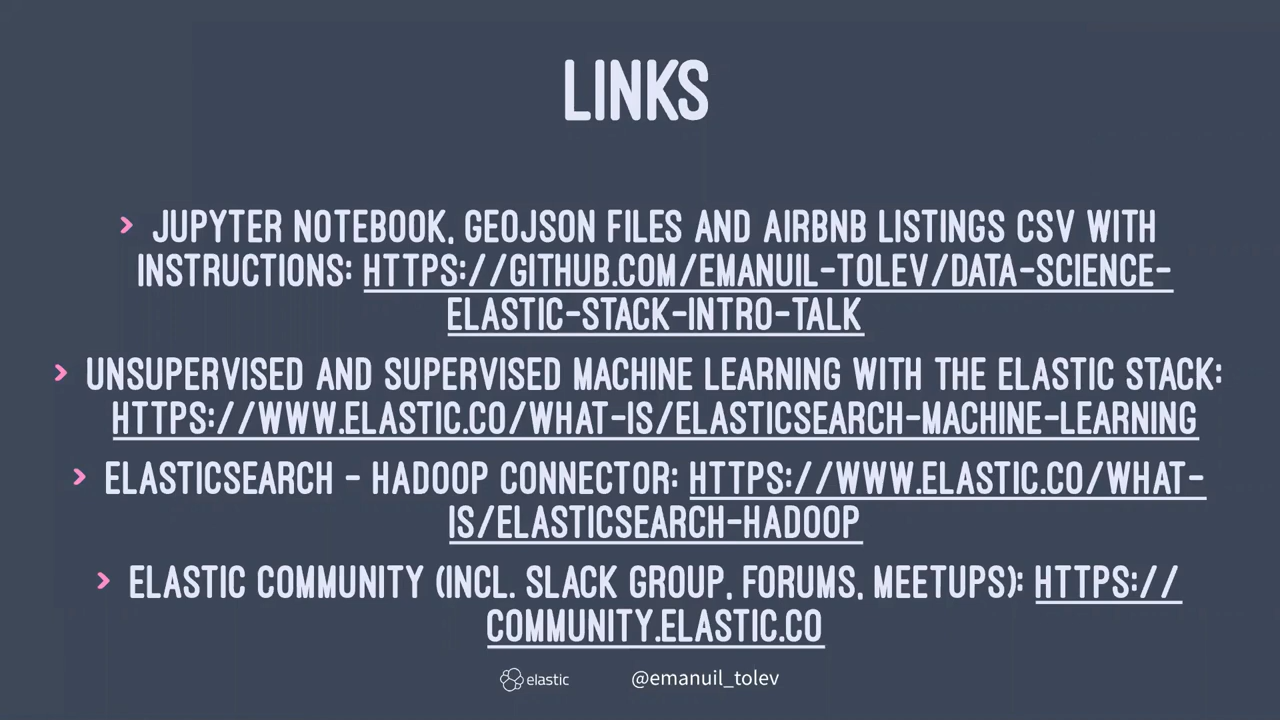 LINKS
› JUPYTER NOTEBOOK, GEOJSON FILES AND AIRBNB LISTINGS CSV WITH
INSTRUCTIONS: HTTPS://GITHUB.COM/EMANUIL-TOLEV/DATA-SCIENCE-
ELASTIC-STACK-INTRO-TALK
› UNSUPERVISED AND SUPERVISED MACHINE LEARNING WITH THE ELASTIC STACK:
HTTPS://WWW.ELASTIC.CO/WHAT-IS/ELASTICSEARCH-MACHINE-LEARNING
› ELASTICSEARCH - HADOOP CONNECTOR: HTTPS://WWW.ELASTIC.CO/WHAT-
IS/ELASTICSEARCH-HADOOP
› ELASTIC COMMUNITY (INCL. SLACK GROUP, FORUMS, MEETUPS): HTTPS://
COMMUNITY.ELASTIC.CO
elastic @emanuil_tolev